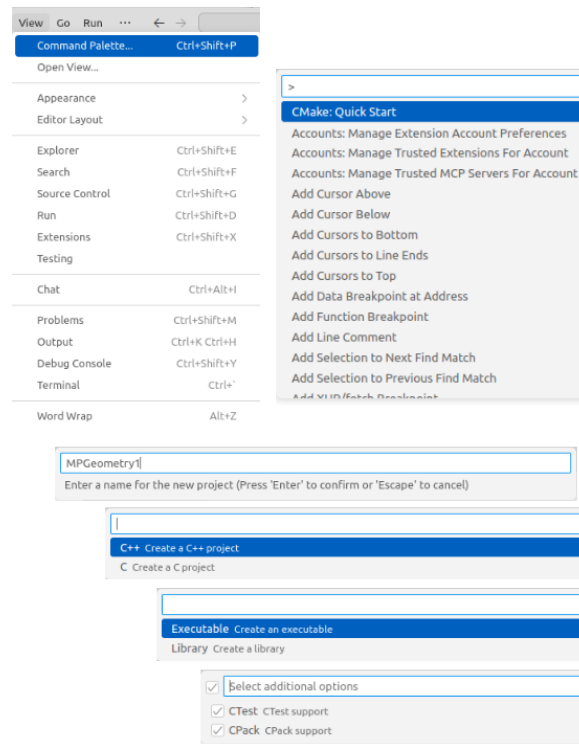 View Go Run ··· ← →
Command Palette... Ctrl+Shift+P
Open View...
Appearance >
Editor Layout >
Explorer Ctrl+Shift+E
Search Ctrl+Shift+F
Source Control Ctrl+Shift+G
Run Ctrl+Shift+D
Extensions Ctrl+Shift+X
Testing
Chat Ctrl+Alt+I
Problems Ctrl+Shift+M
Output Ctrl+K Ctrl+H
Debug Console Ctrl+Shift+Y
Terminal Ctrl+`
Word Wrap Alt+Z
>
CMake: Quick Start
Accounts: Manage Extension Account Preferences
Accounts: Manage Trusted Extensions For Account
Accounts: Manage Trusted MCP Servers For Account
Add Cursor Above
Add Cursor Below
Add Cursors to Bottom
Add Cursors to Line Ends
Add Cursors to Top
Add Data Breakpoint at Address
Add Function Breakpoint
Add Line Comment
Add Selection to Next Find Match
Add Selection to Previous Find Match
Add XHR/fetch Breakpoint
MPGeometry1
Enter a name for the new project (Press 'Enter' to confirm or 'Escape' to cancel)
C++ Create a C++ project
C Create a C project
Executable Create an executable
Library Create a library
Select additional options
CTest CTest support
CPack CPack support